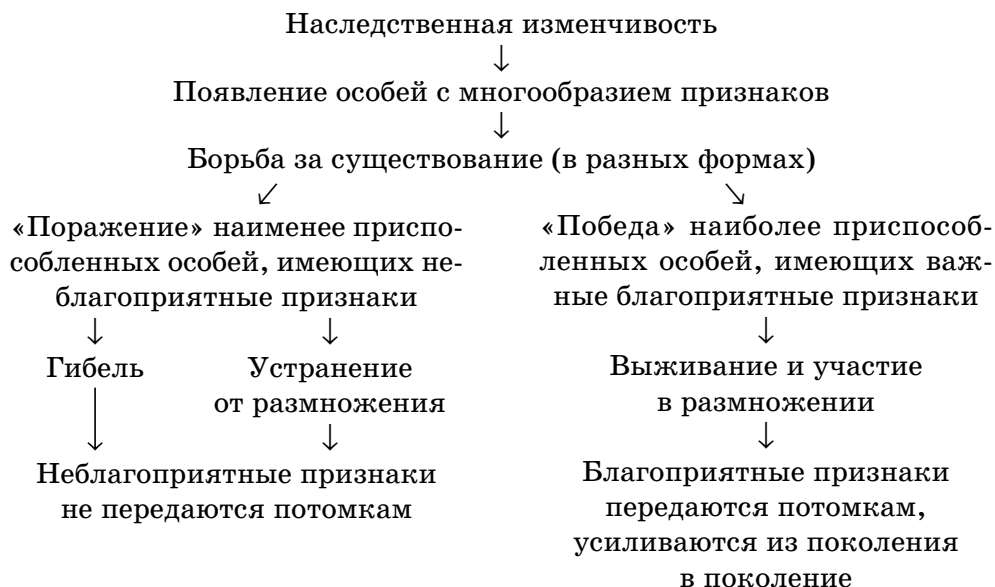 Наследственная изменчивость
↓
Появление особей с многообразием признаков
↓
Борьба за существование (в разных формах)
↙ ↘
«Поражение» наименее приспо-
собленных особей, имеющих не-
благоприятные признаки
↓ ↓
Гибель
Устранение
от размножения
↓ ↓
Неблагоприятные признаки
не передаются потомкам
«Победа» наиболее приспособ-
ленных особей, имеющих важ-
ные благоприятные признаки
↓
Выживание и участие
в размножении
↓
Благоприятные признаки
передаются потомкам,
усиливаются из поколения
в поколение